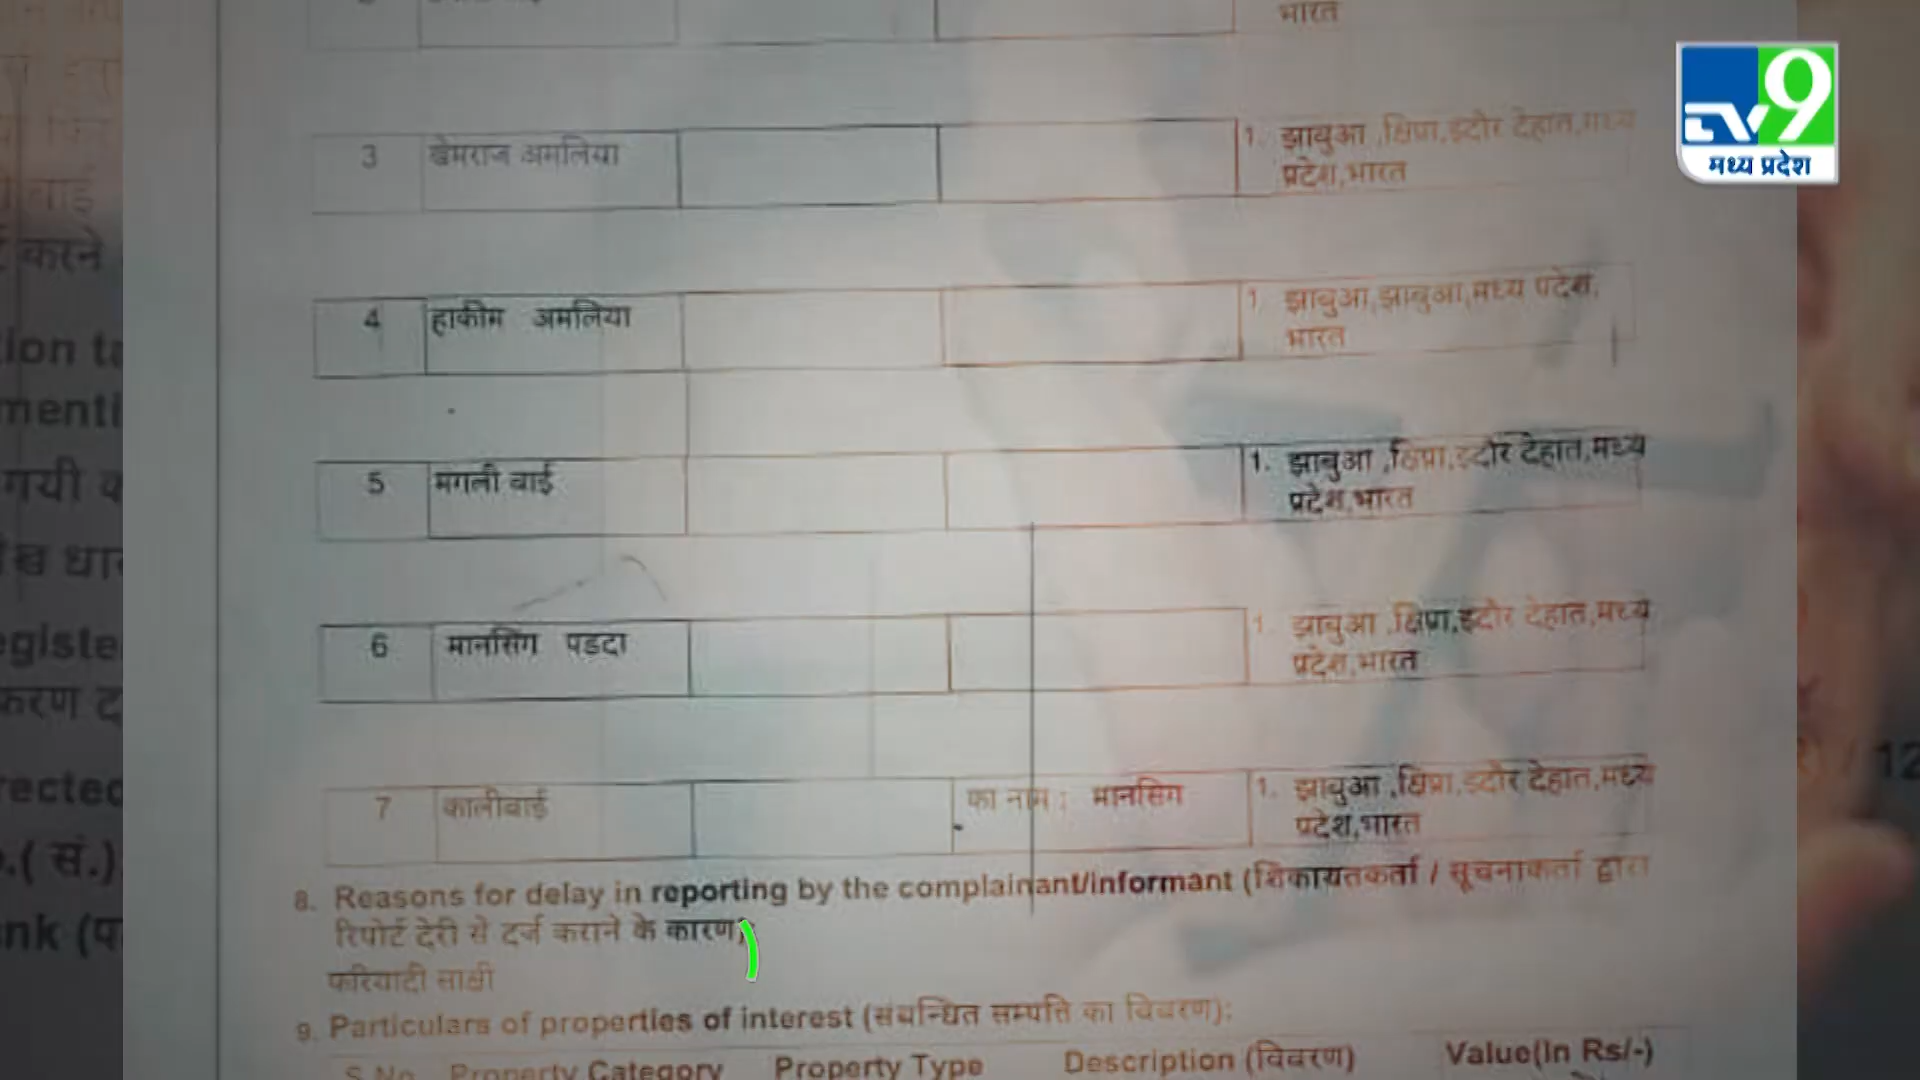 भारत
TV9
मध्य प्रदेश
3 खेमराज अमलिया 1. झाबुआ ,क्षिप्रा,इंदौर देहात,मध्य
प्रदेश,भारत
4 हाकीम अमलिया 1. झाबुआ,झाबुआ,मध्य प्रदेश,
भारत
5 मगली बाई 1. झाबुआ ,क्षिप्रा,इंदौर देहात,मध्य
प्रदेश,भारत
6 मानसिग पडदा 1. झाबुआ ,क्षिप्रा,इंदौर देहात,मध्य
प्रदेश,भारत
7 कालीबाई का नाम : मानसिग 1. झाबुआ ,क्षिप्रा,इंदौर देहात,मध्य
प्रदेश,भारत
8. Reasons for delay in reporting by the complainant/informant (शिकायतकर्ता / सूचनाकर्ता द्वारा
रिपोर्ट देरी से दर्ज कराने के कारण):
फरियादी साक्षी
9. Particulars of properties of interest (संबन्धित सम्पत्ति का विवरण):
S.No. Property Category Property Type Description (विवरण) Value(In Rs/-)